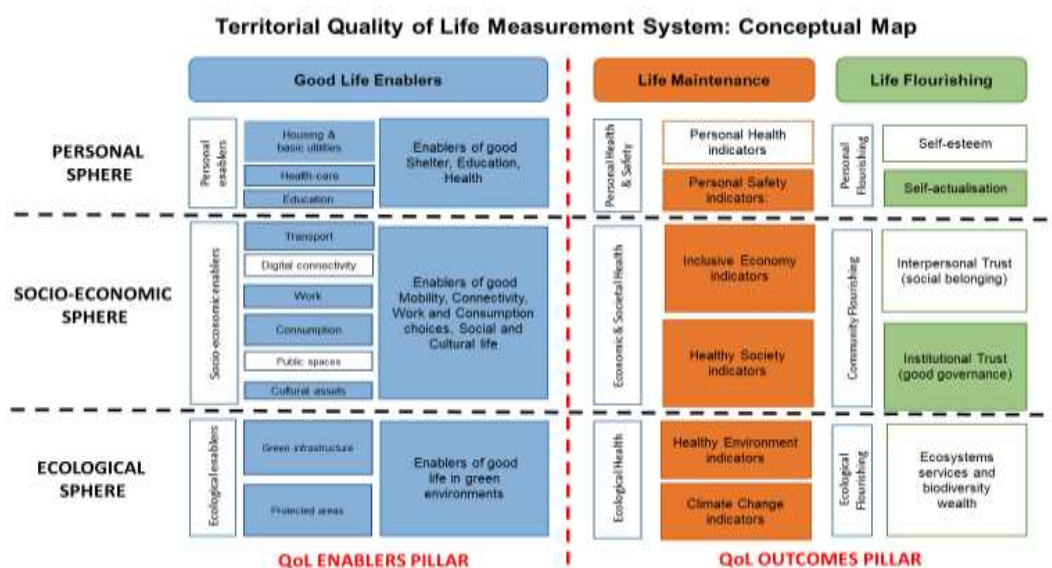 Territorial Quality of Life Measurement System: Conceptual Map
Good Life Enablers
Life Maintenance
Life Flourishing
PERSONAL
SPHERE
Personal
enablers
Housing &
basic utilities
Health-care
Education
Enablers of good
Shelter, Education,
Health
Personal Health
& Safety
Personal Health
indicators
Personal Safety
indicators:
Personal
Flourishing
Self-esteem
Self-actualisation
SOCIO-ECONOMIC
SPHERE
Socio-economic enablers
Transport
Digital connectivity
Work
Consumption
Public spaces
Cultural assets
Enablers of good
Mobility, Connectivity,
Work and Consumption
choices, Social and
Cultural life
Economic & Societal Health
Inclusive Economy
indicators
Healthy Society
indicators
Community Flourishing
Interpersonal Trust
(social belonging)
Institutional Trust
(good governance)
ECOLOGICAL
SPHERE
Ecological enablers
Green infrastructure
Protected areas
Enablers of good
life in green
environments
Ecological Health
Healthy Environment
indicators
Climate Change
indicators
Ecological
Flourishing
Ecosystems
services and
biodiversity
wealth
QoL ENABLERS PILLAR
QoL OUTCOMES PILLAR